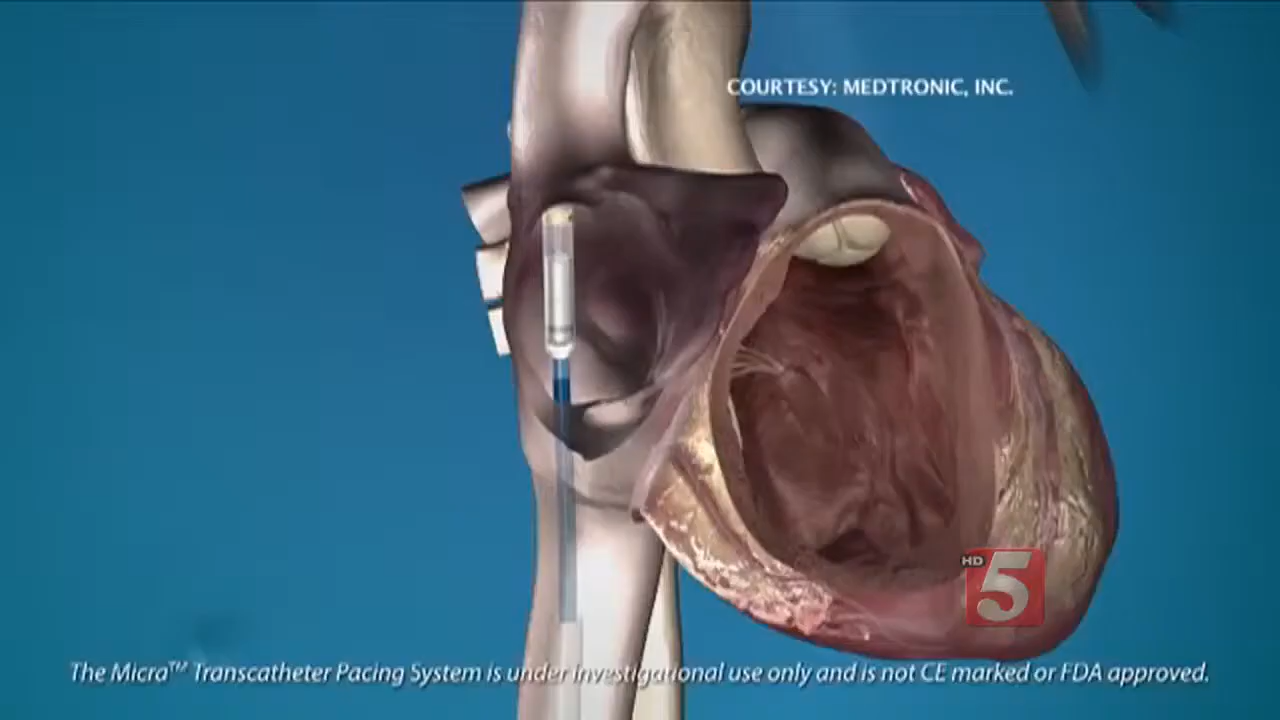 COURTESY: MEDTRONIC, INC.
HD
5
The Micra™ Transcatheter Pacing System is under investigational use only and is not CE marked or FDA approved.